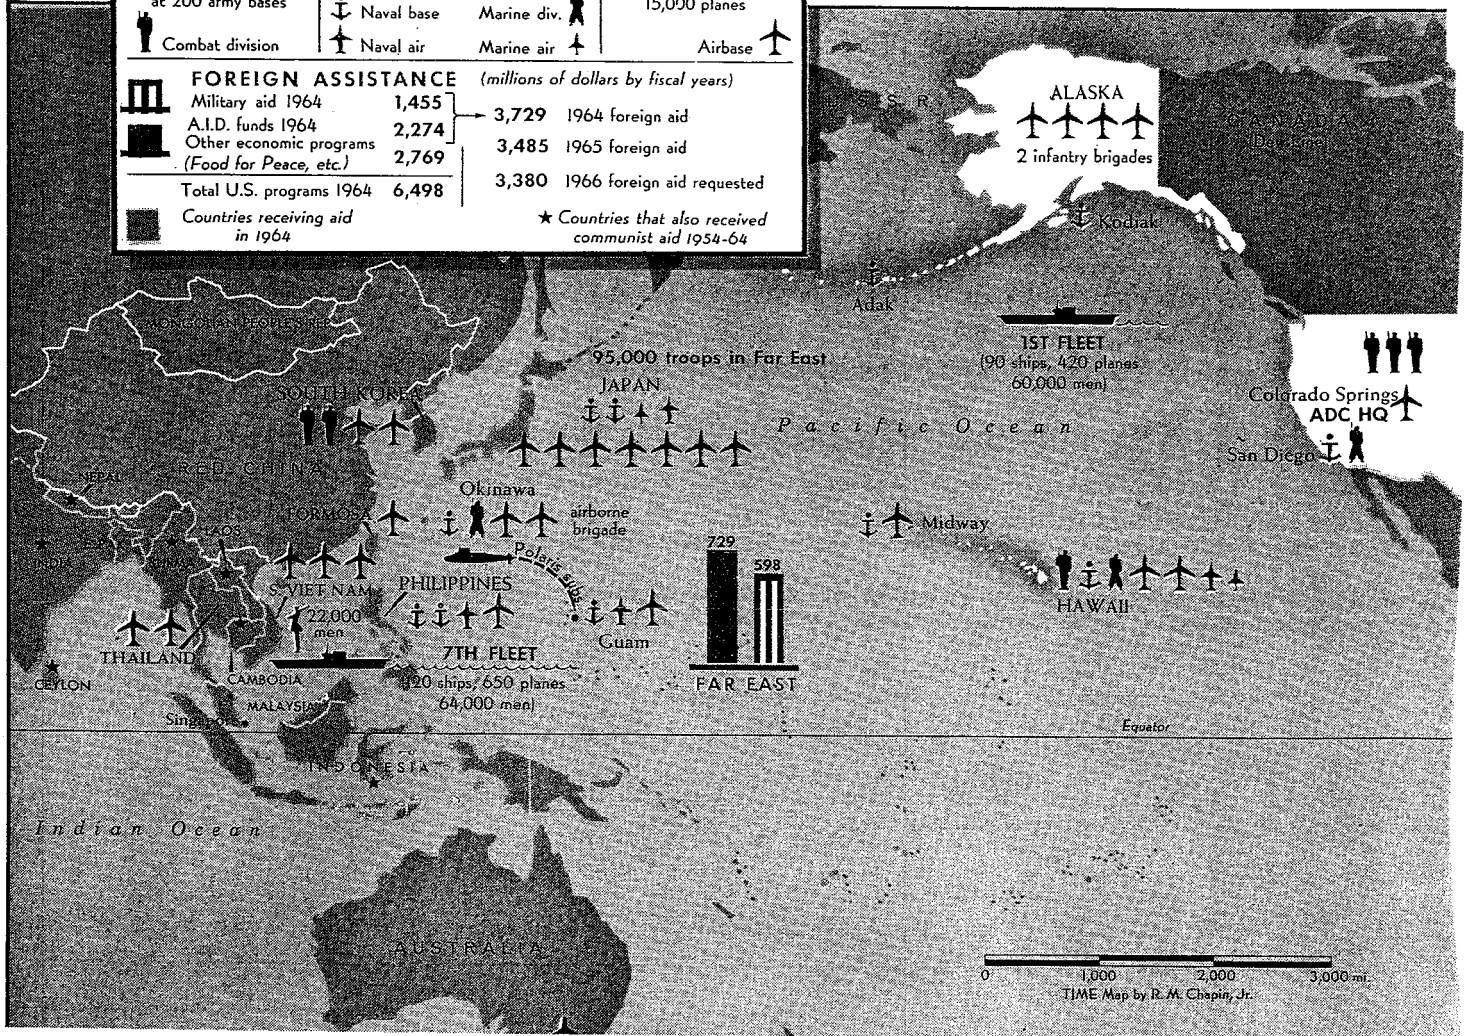 at 200 army bases
Combat division
Naval base
Naval air
Marine div.
Marine air
15,000 planes
Airbase
FOREIGN ASSISTANCE (millions of dollars by fiscal years)
Military aid 1964 1,455
A.I.D. funds 1964 2,274
Other economic programs
(Food for Peace, etc.) 2,769
Total U.S. programs 1964 6,498
3,729 1964 foreign aid
3,485 1965 foreign aid
3,380 1966 foreign aid requested
Countries receiving aid
in 1964
★ Countries that also received
communist aid 1954-64
ALASKA
2 infantry brigades
CANADA
Kodiak
Adak
1ST FLEET
(90 ships, 420 planes
60,000 men)
MONGOLIAN PEOPLE'S REP.
95,000 troops in Far East
JAPAN
SOUTH KOREA
Pacific Ocean
Colorado Springs
ADC HQ
San Diego
RED CHINA
NEPAL
Okinawa
airborne
brigade
FORMOSA
Midway
LAOS
INDIA
BURMA
Polaris subs
729
598
S. VIET NAM
22,000
men
PHILIPPINES
HAWAII
Guam
THAILAND
7TH FLEET
(120 ships, 650 planes
64,000 men)
FAR EAST
CEYLON
CAMBODIA
MALAYSIA
Singapore
Equator
INDONESIA
Indian Ocean
AUSTRALIA
0 1,000 2,000 3,000 mi.
TIME Map by R. M. Chapin, Jr.